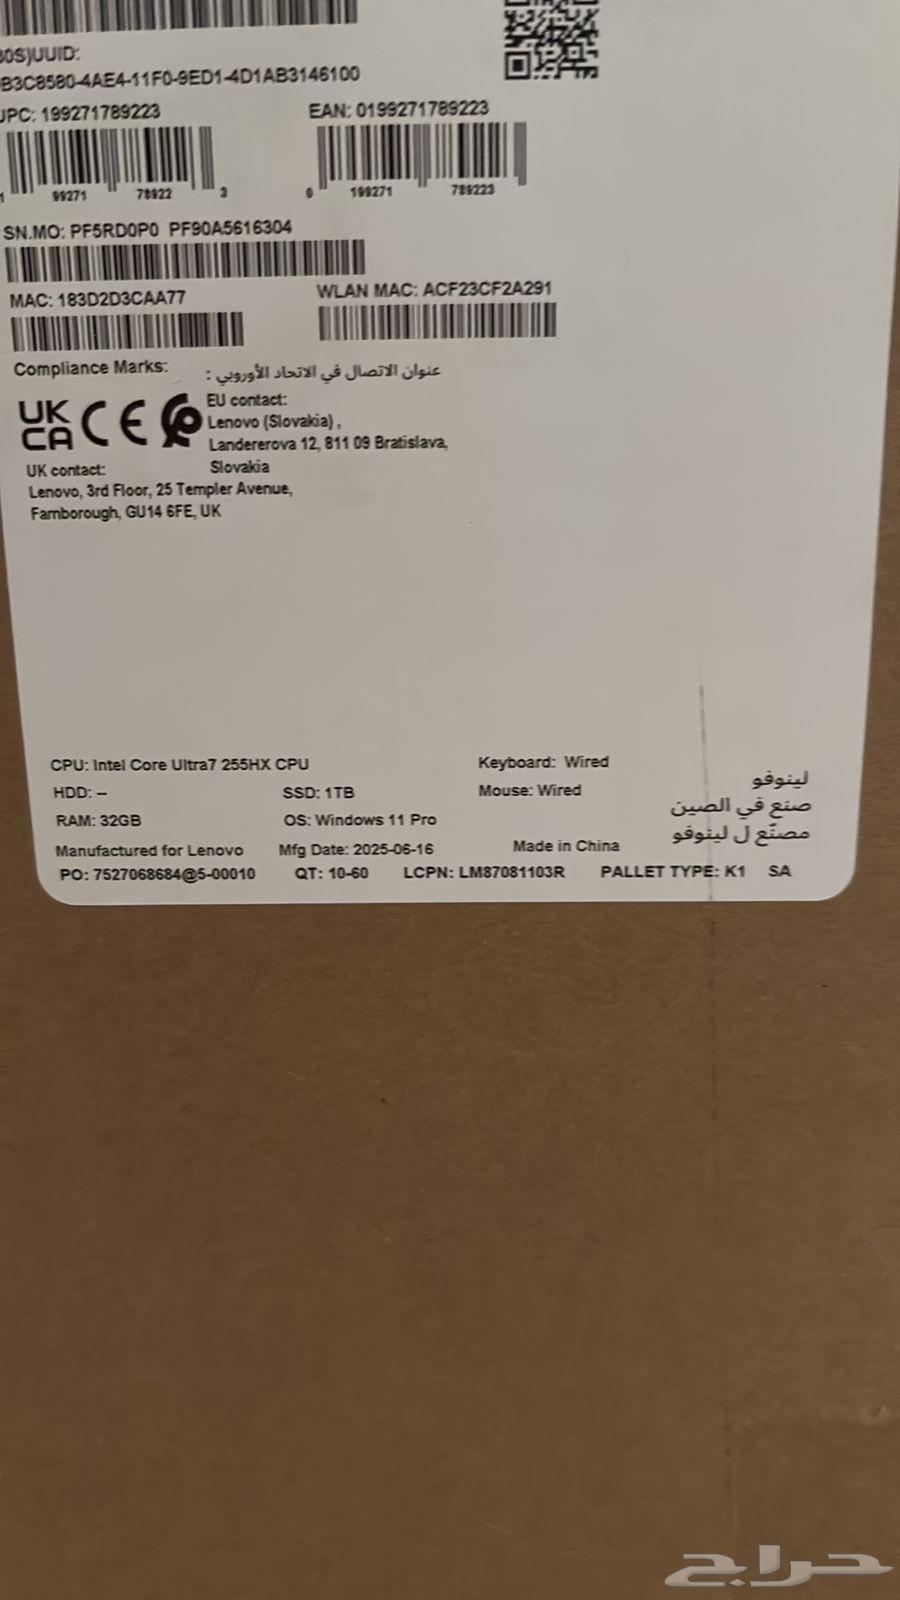 UUID:
B3C8580-4AE4-11F0-9ED1-4D1AB3146100
UPC: 199271789223
EAN: 0199271789223
99271 78922 3
0 199271 789223
SN.MO: PF5RD0P0 PF90A5616304
MAC: 183D2D3CAA77
WLAN MAC: ACF23CF2A291
Compliance Marks:
عنوان الاتصال في الاتحاد الأوروبي :
UK
CA CE
EU contact:
Lenovo (Slovakia) ,
Landererova 12, 811 09 Bratislava,
Slovakia
UK contact:
Lenovo, 3rd Floor, 25 Templer Avenue,
Farnborough, GU14 6FE, UK
CPU: Intel Core Ultra7 255HX CPU
Keyboard: Wired
HDD: --
SSD: 1TB
Mouse: Wired
RAM: 32GB
OS: Windows 11 Pro
لينوفو
صنع في الصين
مصنّع ل لينوفو
Manufactured for Lenovo
Mfg Date: 2025-06-16
Made in China
PO: 7527068684@5-00010
QT: 10-60
LCPN: LM87081103R
PALLET TYPE: K1
SA
حراج